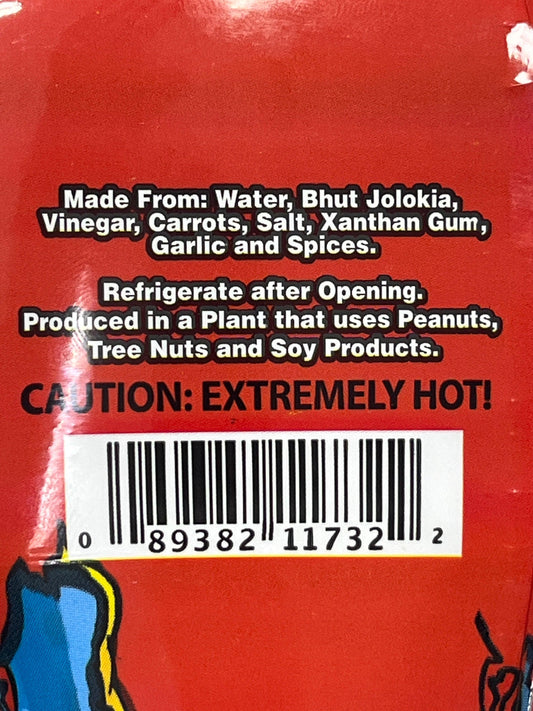 Made From: Water, Bhut Jolokia,
Vinegar, Carrots, Salt, Xanthan Gum,
Garlic and Spices.
Refrigerate after Opening.
Produced in a Plant that uses Peanuts,
Tree Nuts and Soy Products.
CAUTION: EXTREMELY HOT!
0 89382 11732 2